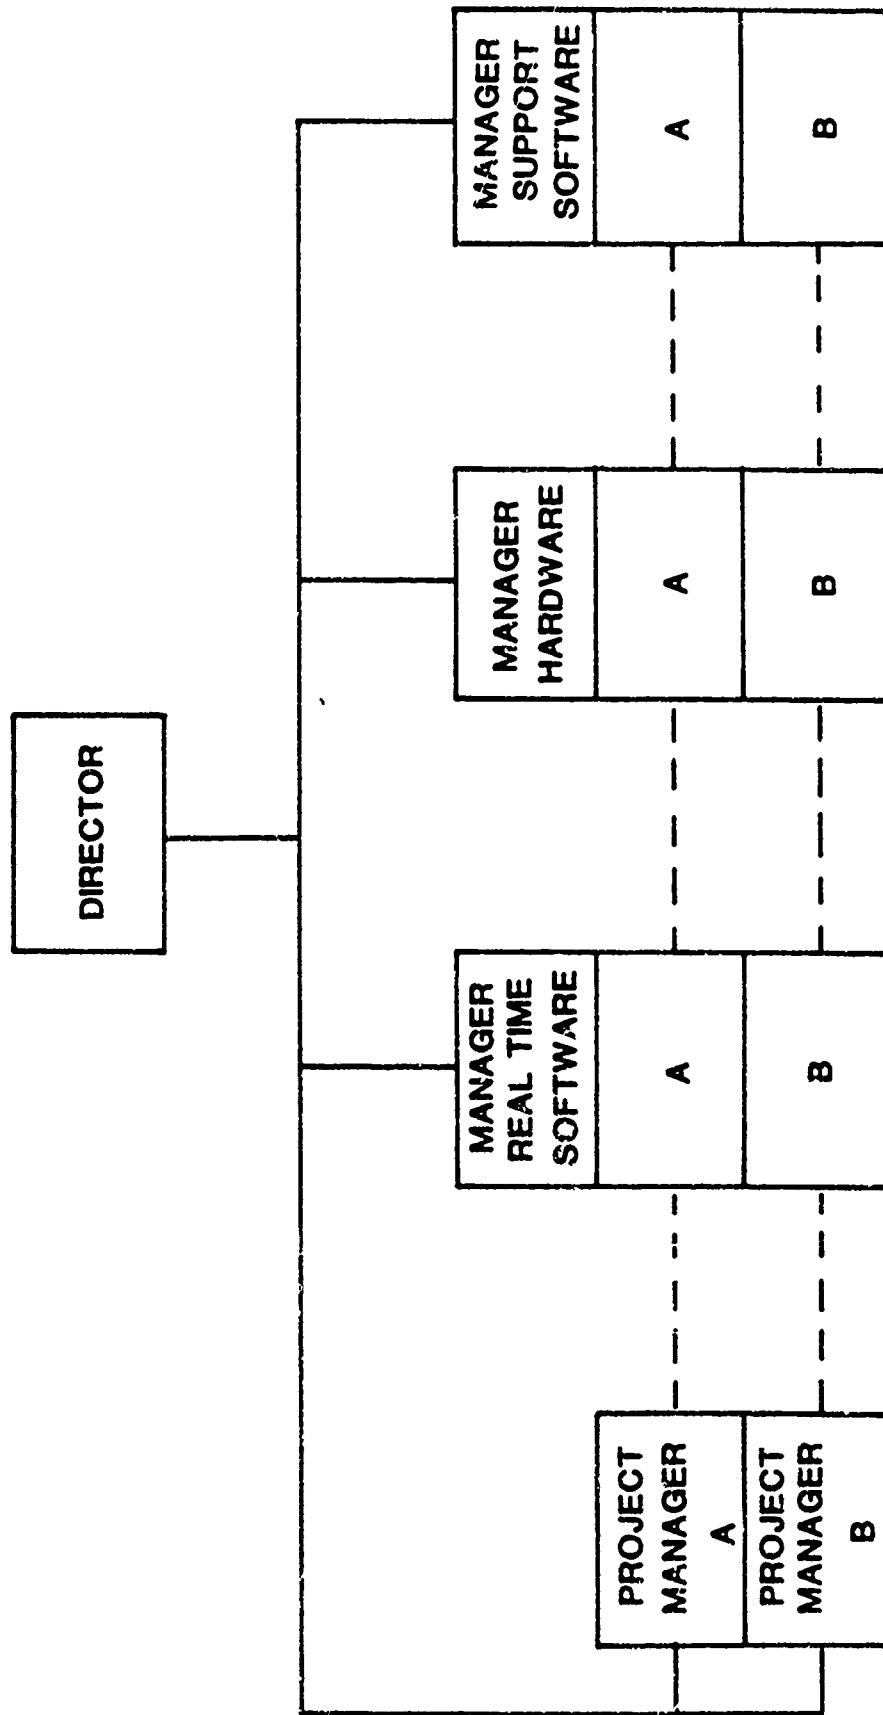 DIRECTOR
PROJECT
MANAGER
A
PROJECT
MANAGER
B
MANAGER
REAL TIME
SOFTWARE
A
B
MANAGER
HARDWARE
A
B
MANAGER
SUPPORT
SOFTWARE
A
B